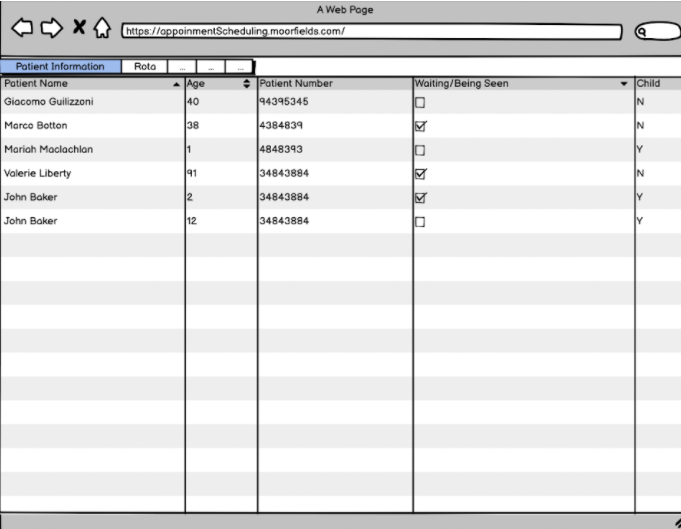 A Web Page
https://appoinmentScheduling.moorfields.com/
Patient Information Rota ... ... ...
Patient Name Age Patient Number Waiting/Being Seen Child
Giacomo Guilizzoni 40 94395345 N
Marco Botton 38 4384839 N
Mariah Maclachlan 1 4848393 Y
Valerie Liberty 91 34843884 N
John Baker 2 34843884 Y
John Baker 12 34843884 Y